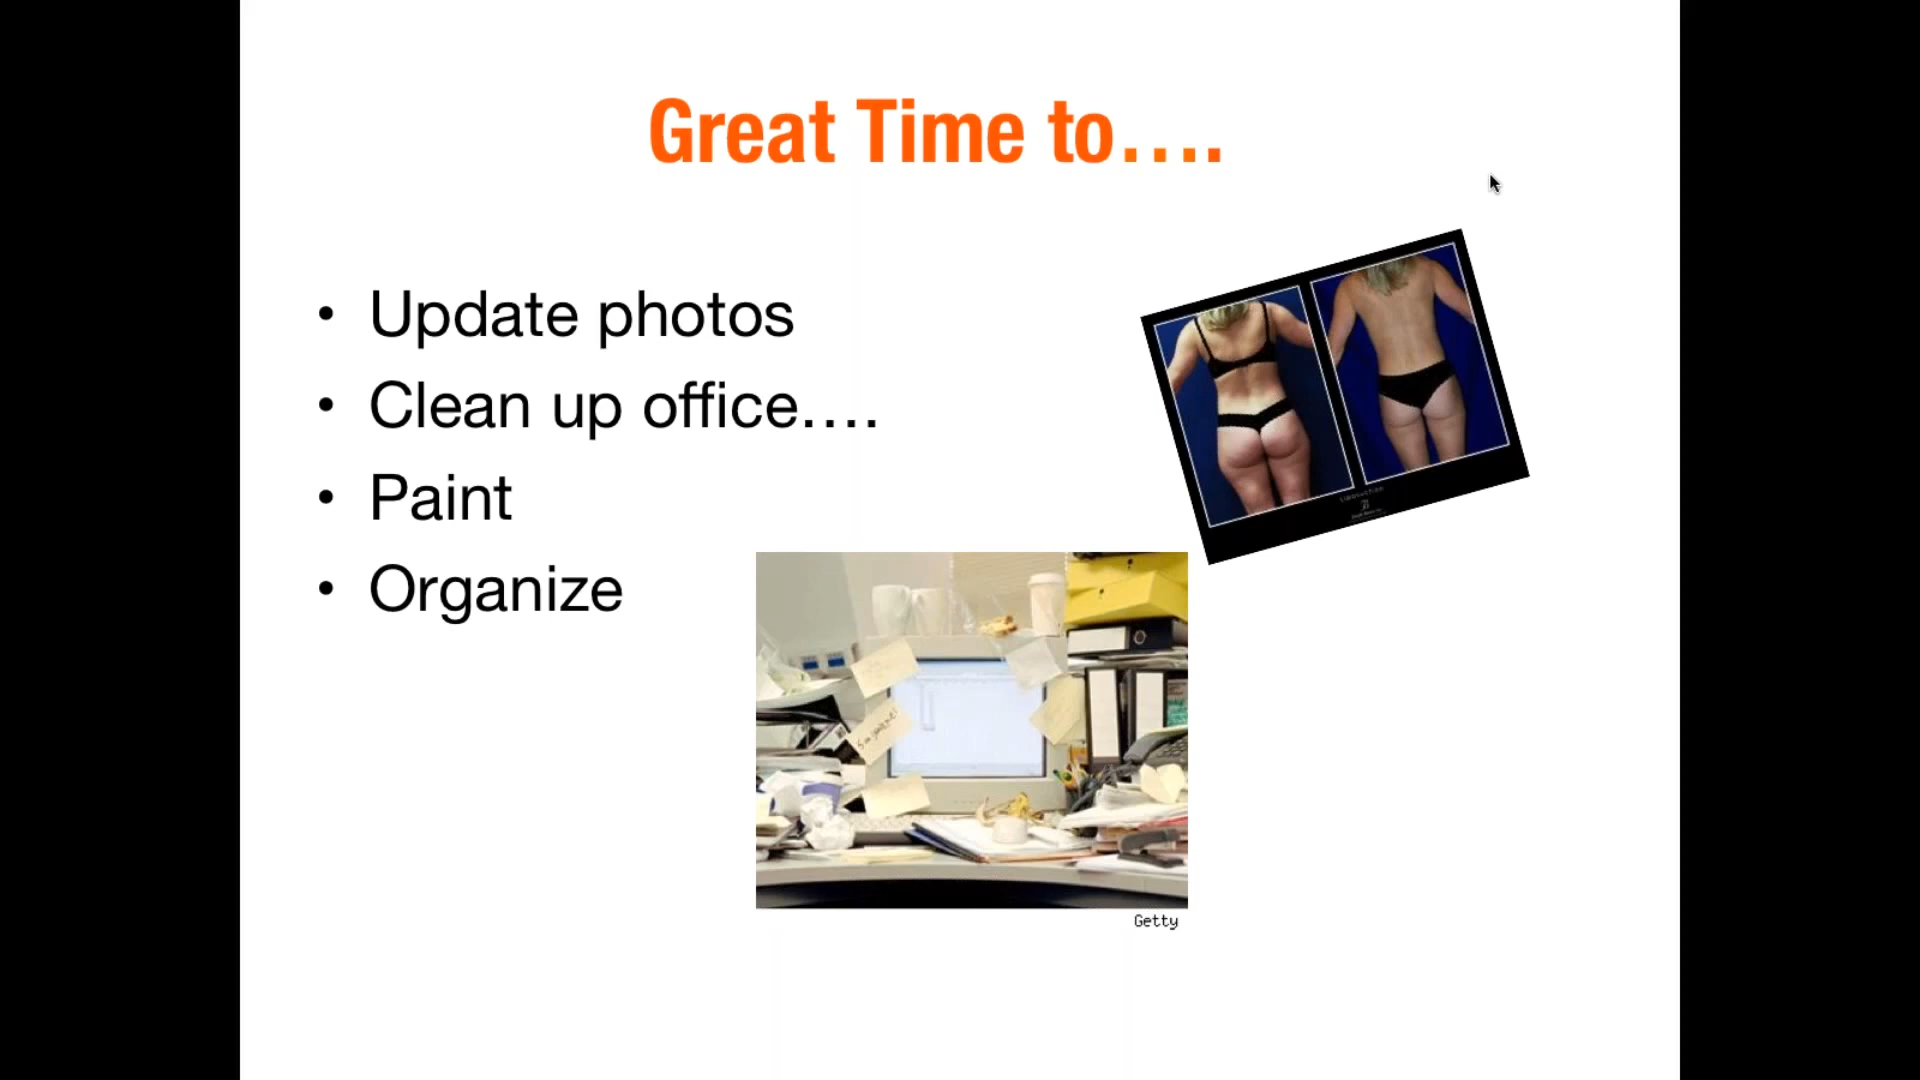 Great Time to....
• Update photos
• Clean up office....
• Paint
• Organize
Getty